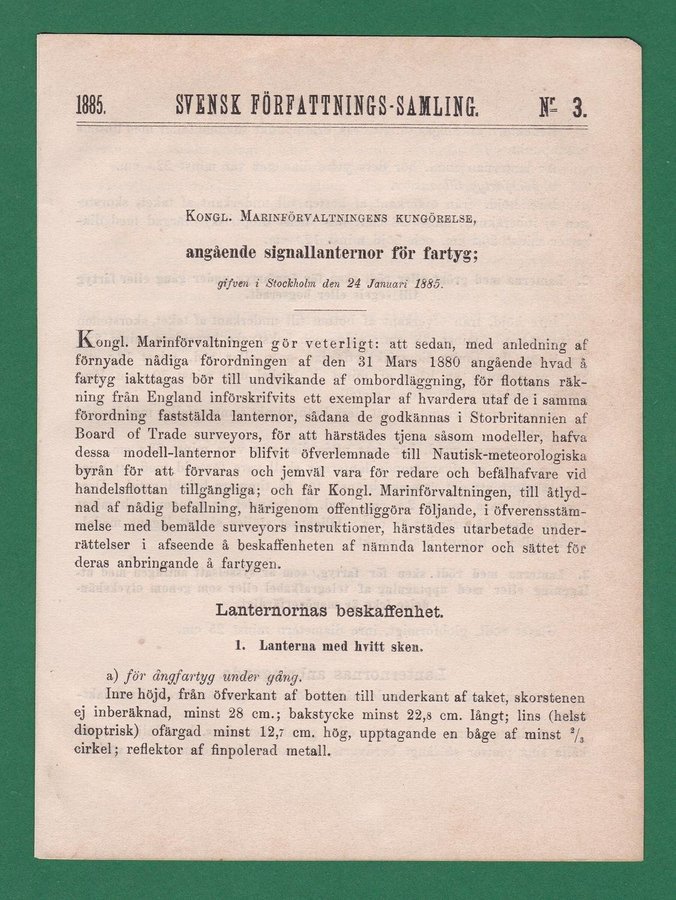 1885. SVENSK FÖRFATTNINGS-SAMLING. Nr 3.
KONGL. MARINFÖRVALTNINGENS KUNGÖRELSE,
angående signallanternor för fartyg;
gifven i Stockholm den 24 Januari 1885.
Kongl. Marinförvaltningen gör veterligt: att sedan, med anledning af
förnyade nådiga förordningen af den 31 Mars 1880 angående hvad å
fartyg iakttagas bör till undvikande af ombordläggning, för flottans räk-
ning från England införskrifvits ett exemplar af hvardera utaf de i samma
förordning faststälda lanternor, sådana de godkännas i Storbritannien af
Board of Trade surveyors, för att härstädes tjena såsom modeller, hafva
dessa modell-lanternor blifvit öfverlemnade till Nautisk-meteorologiska
byrån för att förvaras och jemväl vara för redare och befälhafvare vid
handelsflottan tillgängliga; och får Kongl. Marinförvaltningen, till åtlyd-
nad af nådig befallning, härigenom offentliggöra följande, i öfverensstäm-
melse med bemälde surveyors instruktioner, härstädes utarbetade under-
rättelser i afseende å beskaffenheten af nämnda lanternor och sättet för
deras anbringande å fartygen.
Lanternornas beskaffenhet.
1. Lanterna med hvitt sken.
a) för ångfartyg under gång.
Inre höjd, från öfverkant af botten till underkant af taket, skorstenen
ej inberäknad, minst 28 cm.; bakstycke minst 22,8 cm. långt; lins (helst
dioptrisk) ofärgad minst 12,7 cm. hög, upptagande en båge af minst 2/3
cirkel; reflektor af finpolerad metall.